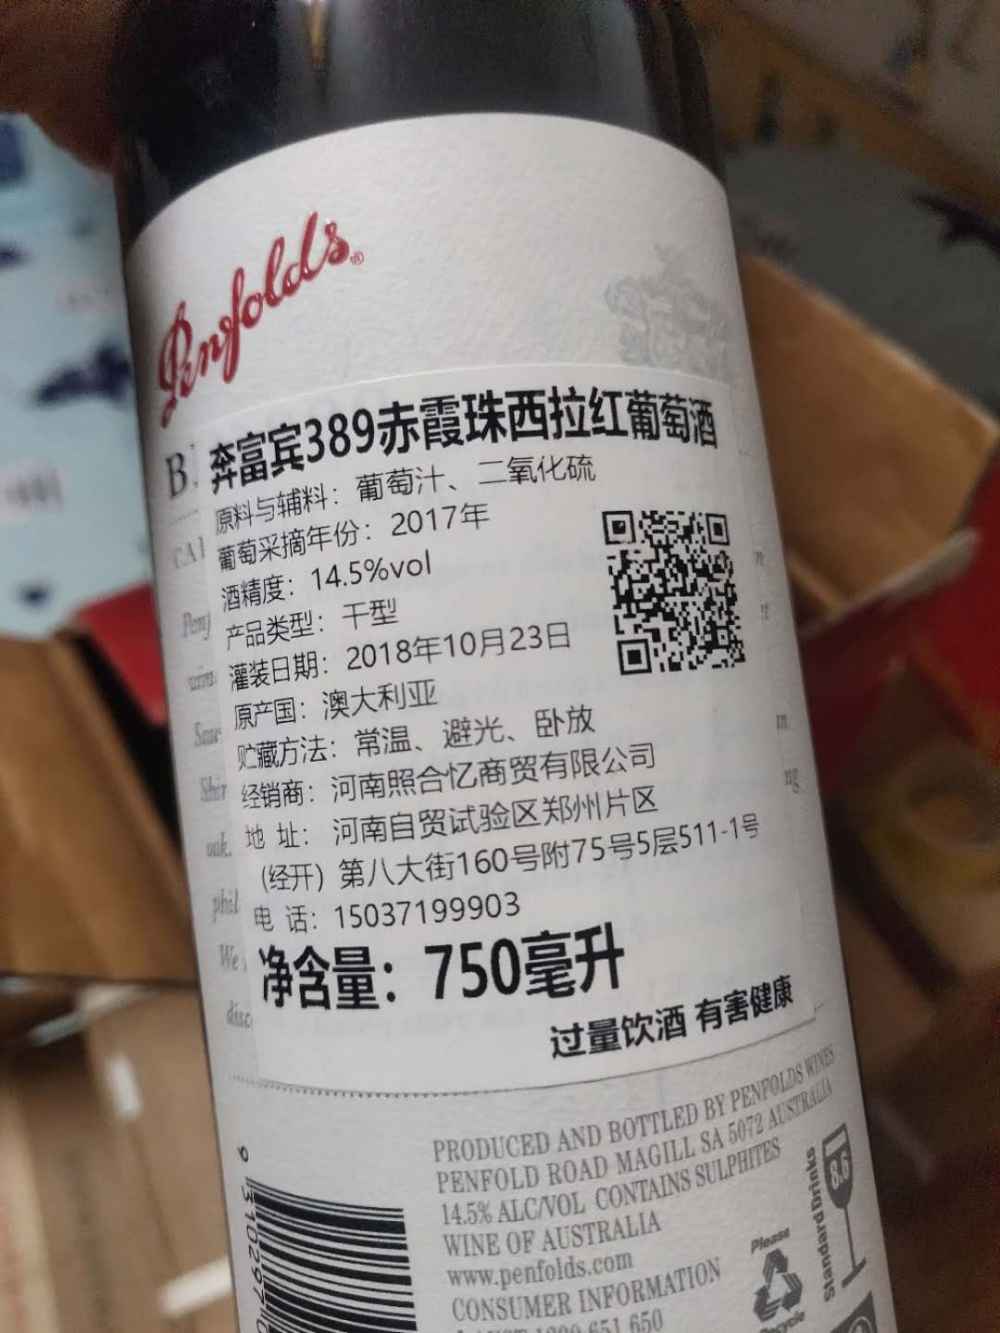 Penfolds®
奔富宾389赤霞珠西拉红葡萄酒
原料与辅料：葡萄汁、二氧化硫
葡萄采摘年份：2017年
酒精度：14.5%vol
产品类型：干型
灌装日期：2018年10月23日
原产国：澳大利亚
贮藏方法：常温、避光、卧放
经销商：河南照合忆商贸有限公司
地 址：河南自贸试验区郑州片区
(经开）第八大街160号附75号5层511-1号
电 话：15037199903
净含量：750毫升
过量饮酒 有害健康
PRODUCED AND BOTTLED BY PENFOLDS WINES
PENFOLD ROAD MAGILL SA 5072 AUSTRALIA
14.5% ALC/VOL CONTAINS SULPHITES
WINE OF AUSTRALIA
www.penfolds.com
CONSUMER INFORMATION
651 650
8.6
Standard Drinks
Please
9 310297 0